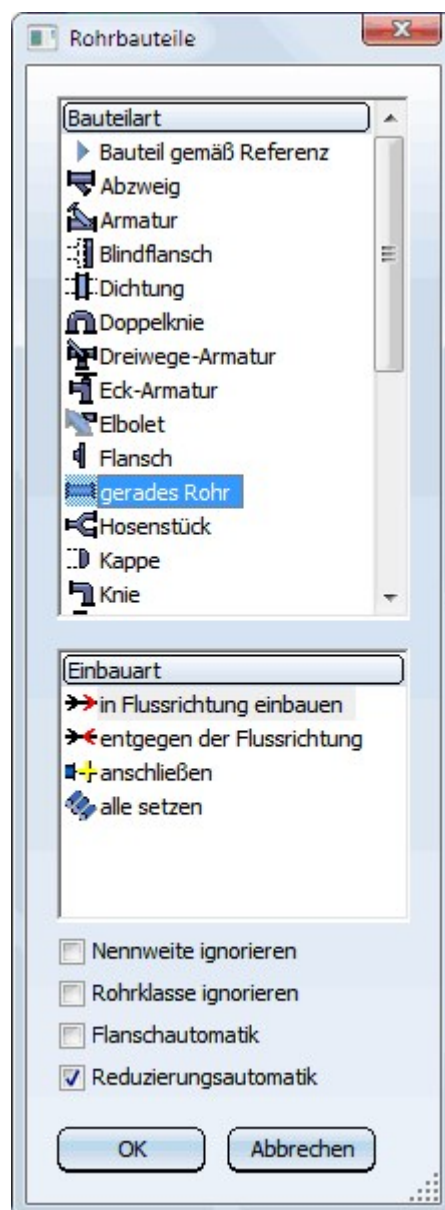 Rohrbauteile
Bauteilart
Bauteil gemäß Referenz
Abzweig
Armatur
Blindflansch
Dichtung
Doppelknie
Dreiwege-Armatur
Eck-Armatur
Elbolet
Flansch
gerades Rohr
Hosenstück
Kappe
Knie
Einbauart
in Flussrichtung einbauen
entgegen der Flussrichtung
anschließen
alle setzen
Nennweite ignorieren
Rohrklasse ignorieren
Flanschautomatik
Reduzierungsautomatik
OK Abbrechen